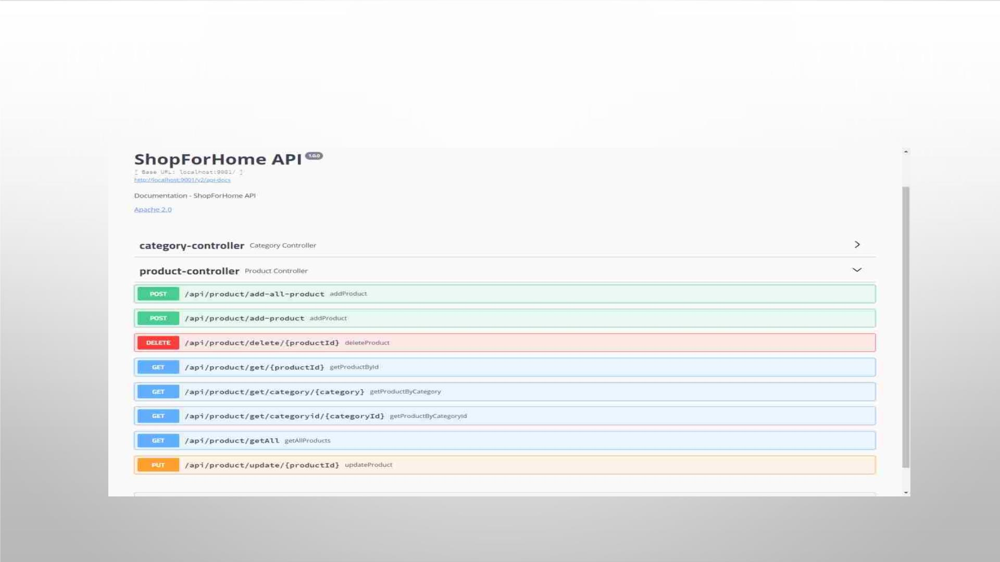 ShopForHome API 1.0.0
[ Base URL: localhost:9001/ ]
http://localhost:9001/v2/api-docs
Documentation - ShopForHome API
Apache 2.0
category-controller Category Controller
product-controller Product Controller
POST /api/product/add-all-product addProduct
POST /api/product/add-product addProduct
DELETE /api/product/delete/{productId} deleteProduct
GET /api/product/get/{productId} getProductById
GET /api/product/get/category/{category} getProductByCategory
GET /api/product/get/categoryid/{categoryId} getProductByCategoryId
GET /api/product/getAll getAllProducts
PUT /api/product/update/{productId} updateProduct